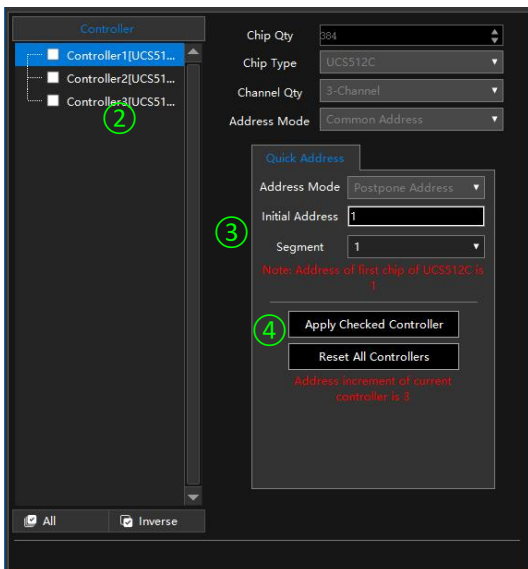 Controller
Controller1[UCS51...
Controller2[UCS51...
Controller3[UCS51...
②
All
Inverse
Chip Qty 384
Chip Type UCS512C
Channel Qty 3-Channel
Address Mode Common Address
Quick Address
Address Mode Postpone Address
③
Initial Address 1
Segment 1
Note: Address of first chip of UCS512C is
1
④
Apply Checked Controller
Reset All Controllers
Address increment of current
controller is 3